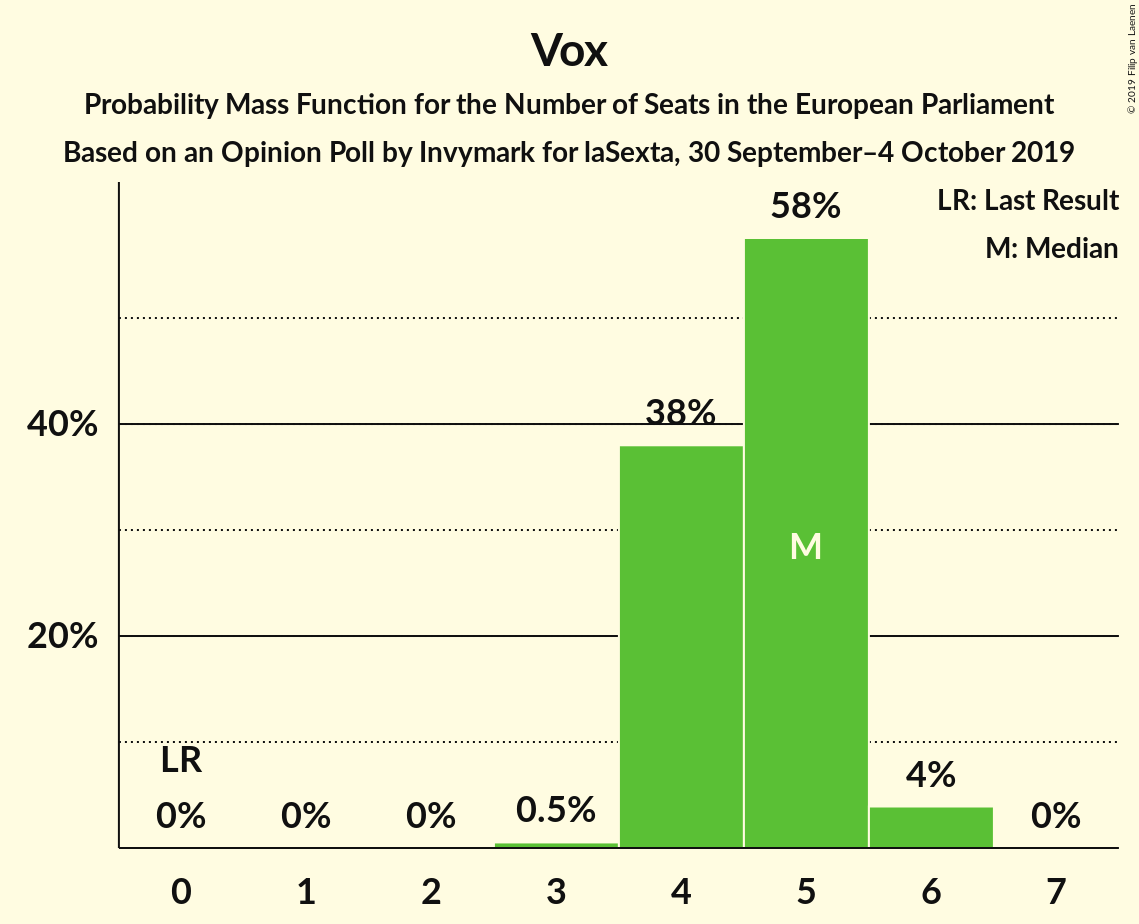 Vox
Probability Mass Function for the Number of Seats in the European Parliament
Based on an Opinion Poll by Invymark for laSexta, 30 September–4 October 2019
© 2019 Filip van Laenen
LR: Last Result
M: Median
58%
40%
38%
M
20%
LR
0%
0%
0%
0.5%
4%
0%
0
1
2
3
4
5
6
7